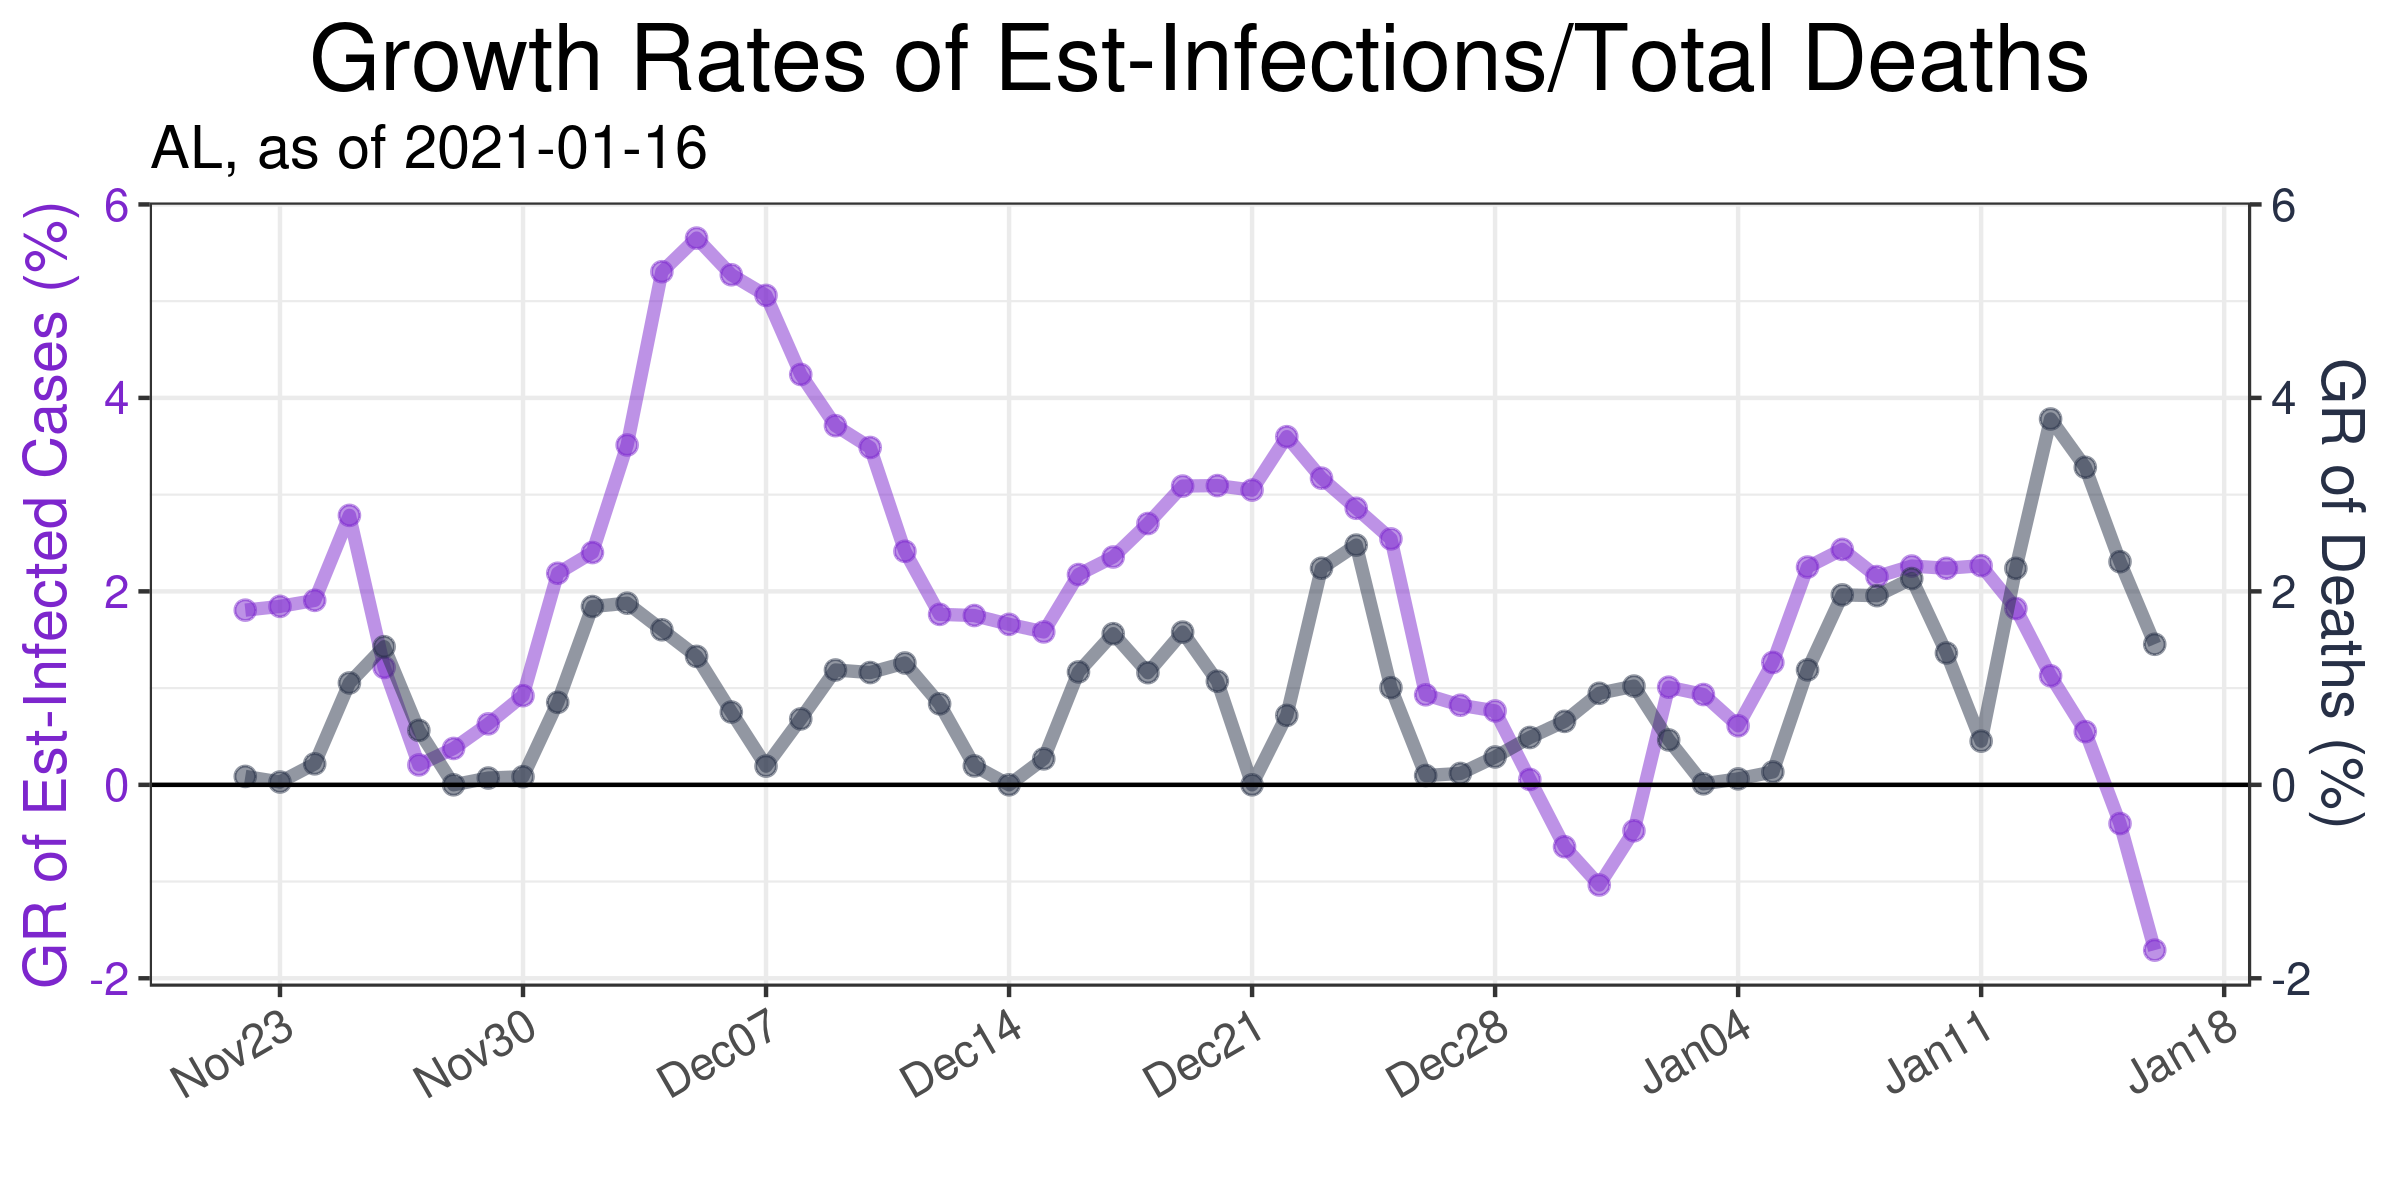 Growth Rates of Est-Infections/Total Deaths
AL, as of 2021-01-16
GR of Est-Infected Cases (%)
6
4
2
0
-2
6
4
2
0
-2
GR of Deaths (%)
Nov23
Nov30
Dec07
Dec14
Dec21
Dec28
Jan04
Jan11
Jan18